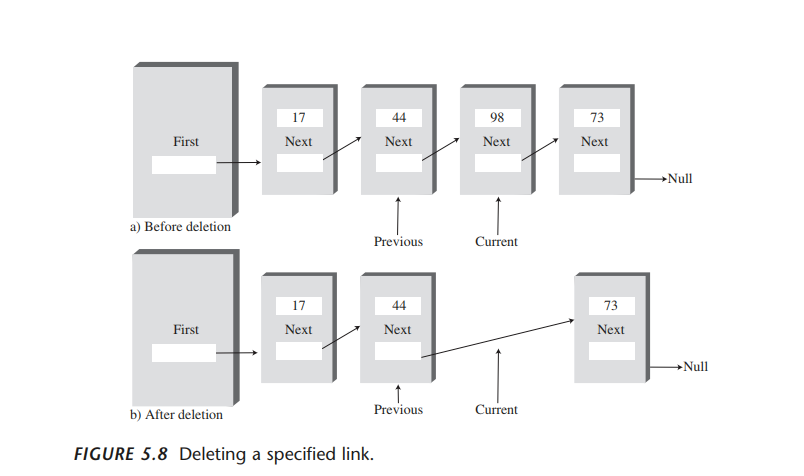 17 44 98 73
First Next Next Next Next
Null
a) Before deletion
Previous Current
17 44 73
First Next Next Next
Null
Previous Current
b) After deletion
FIGURE 5.8 Deleting a specified link.